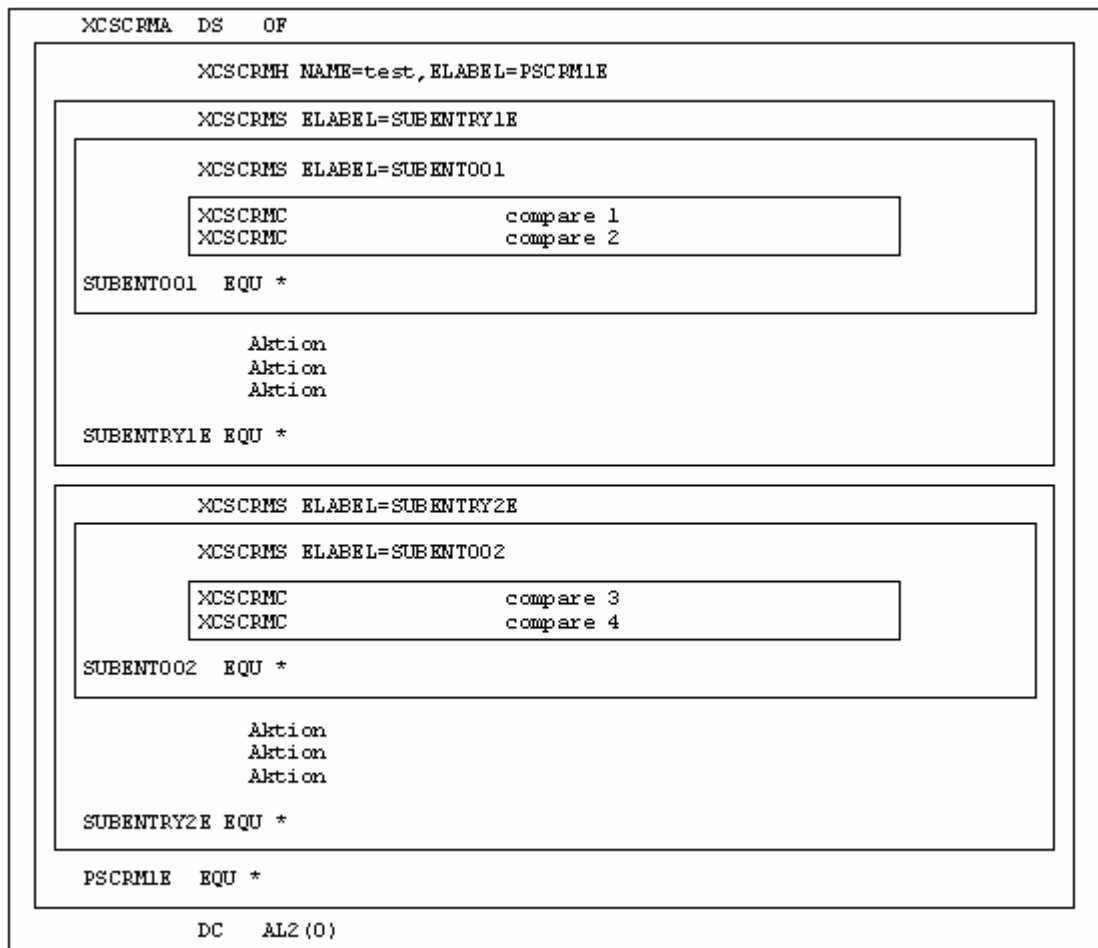 XCSCRMA DS 0F
XCSCRMH NAME=test,ELABEL=PSCRM1E
XCSCRMS ELABEL=SUBENTRY1E
XCSCRMS ELABEL=SUBENT001
XCSCRMC compare 1
XCSCRMC compare 2
SUBENT001 EQU *
Aktion
Aktion
Aktion
SUBENTRY1E EQU *
XCSCRMS ELABEL=SUBENTRY2E
XCSCRMS ELABEL=SUBENT002
XCSCRMC compare 3
XCSCRMC compare 4
SUBENT002 EQU *
Aktion
Aktion
Aktion
SUBENTRY2E EQU *
PSCRM1E EQU *
DC AL2(0)